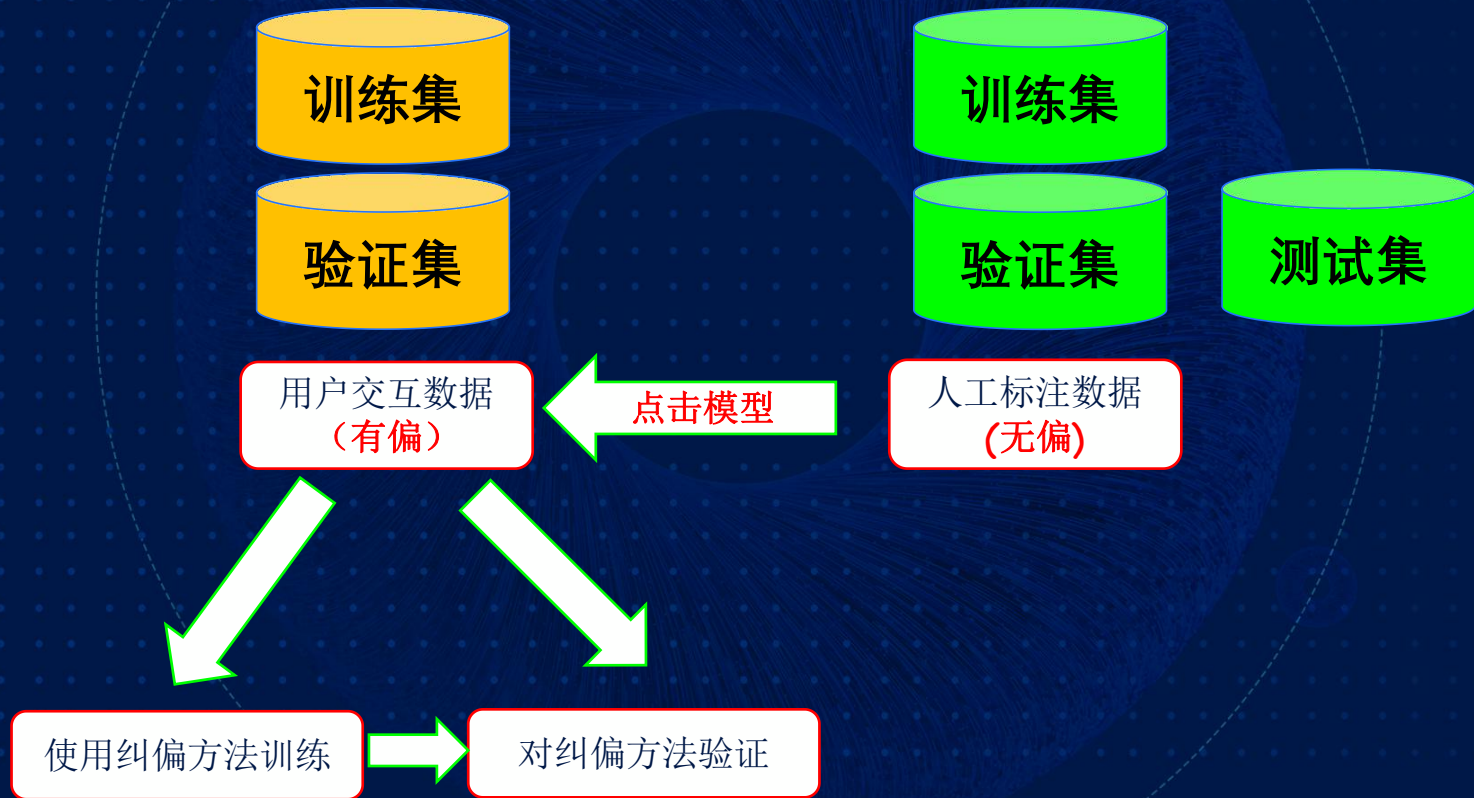 训练集
训练集
验证集
验证集
测试集
用户交互数据
（有偏）
点击模型
人工标注数据
(无偏)
使用纠偏方法训练
对纠偏方法验证